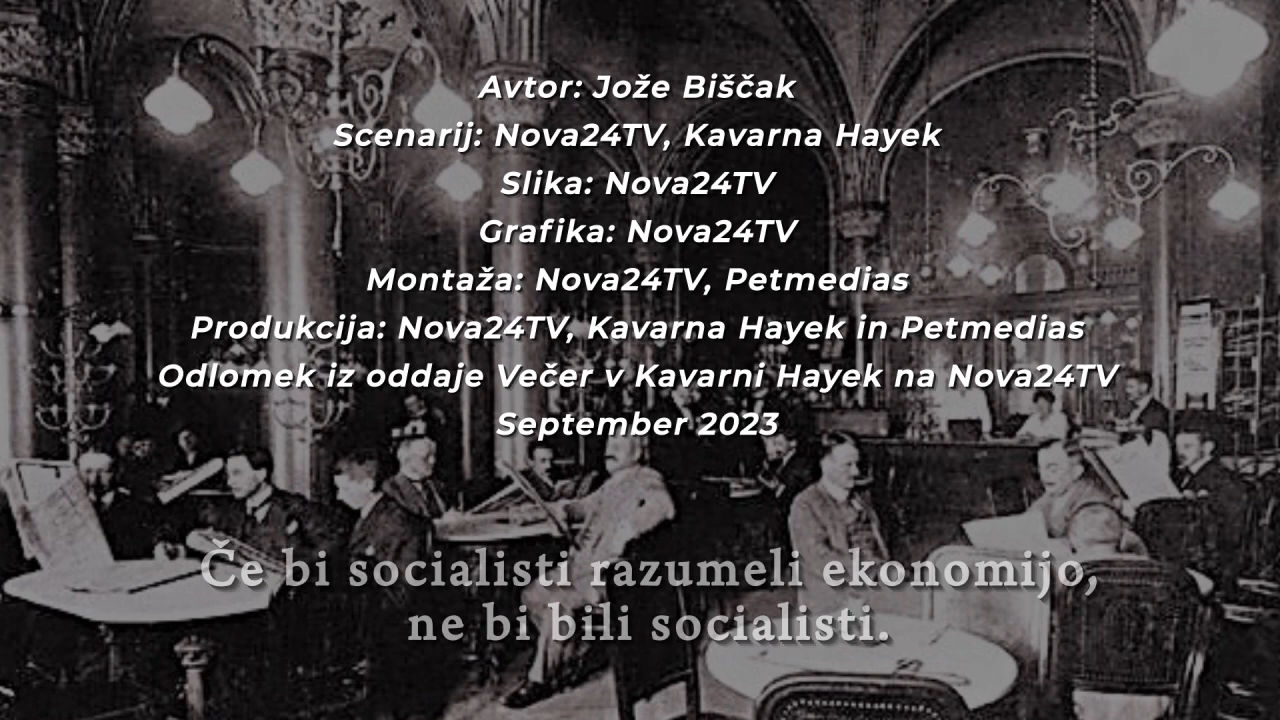 Avtor: Jože Biščak
Scenarij: Nova24TV, Kavarna Hayek
Slika: Nova24TV
Grafika: Nova24TV
Montaža: Nova24TV, Petmedias
Produkcija: Nova24TV, Kavarna Hayek in Petmedias
Odlomek iz oddaje Večer v Kavarni Hayek na Nova24TV
September 2023
Če bi socialisti razumeli ekonomijo,
ne bi bili socialisti.